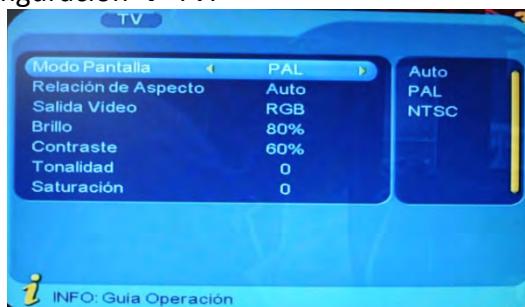 TV
Modo Pantalla PAL
Relación de Aspecto Auto
Salida Vídeo RGB
Brillo 80%
Contraste 60%
Tonalidad 0
Saturación 0
Auto
PAL
NTSC
i INFO: Guía Operación